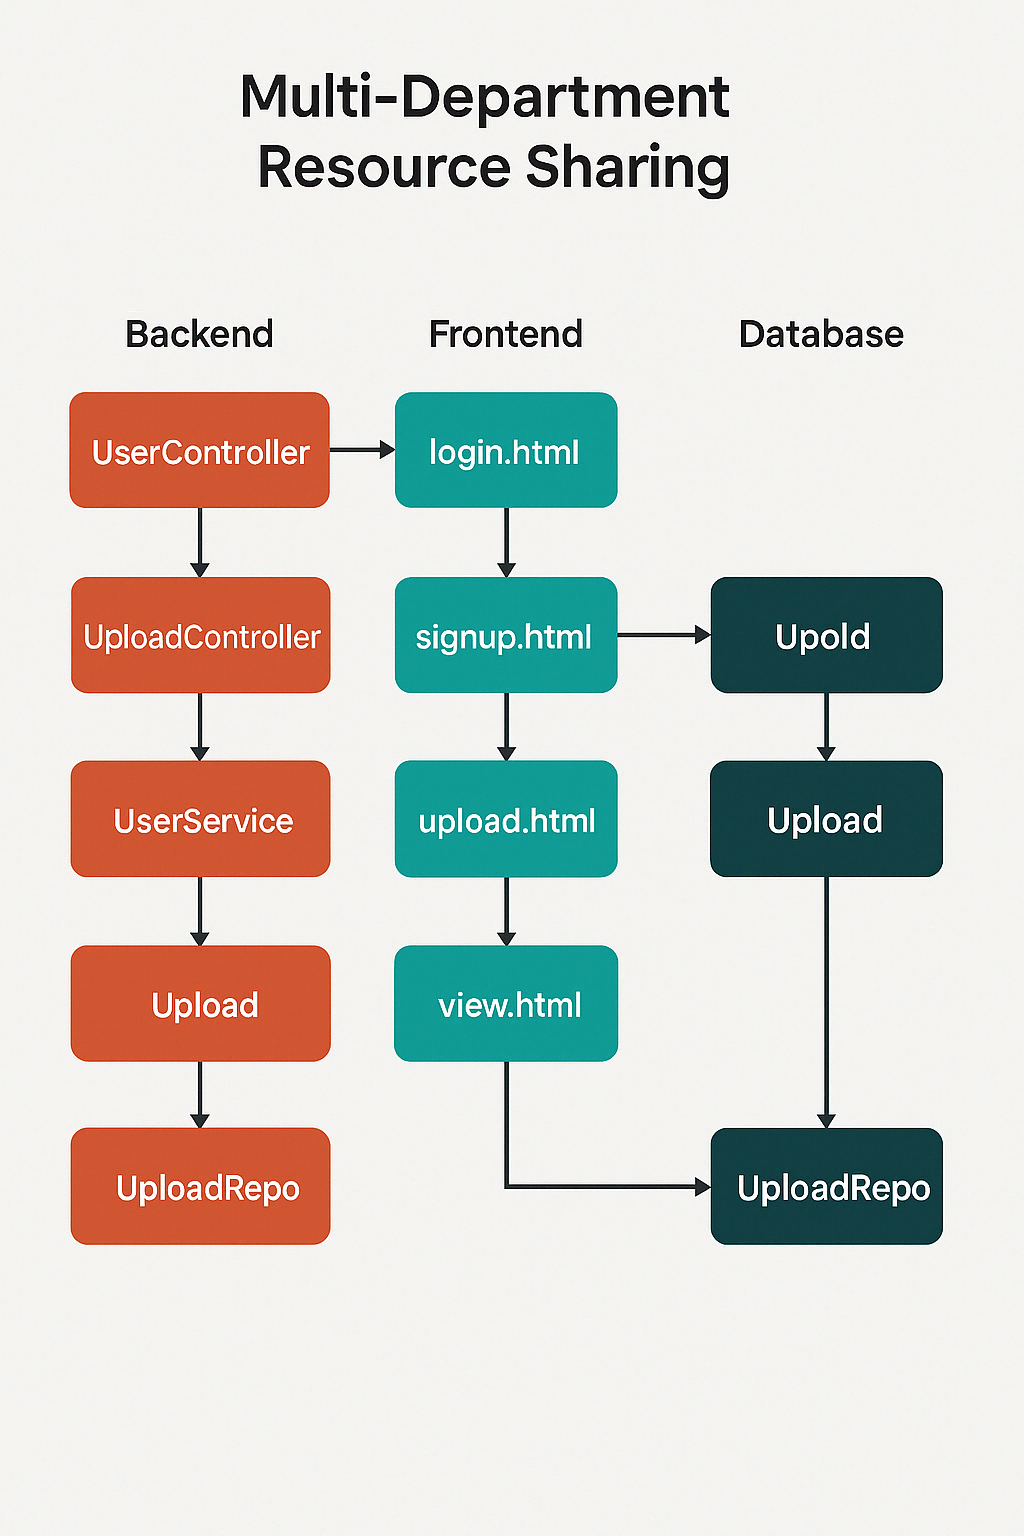 Multi-Department
Resource Sharing
Backend
Frontend
Database
UserController
login.html
UploadController
signup.html
Upold
UserService
upload.html
Upload
Upload
view.html
UploadRepo
UploadRepo